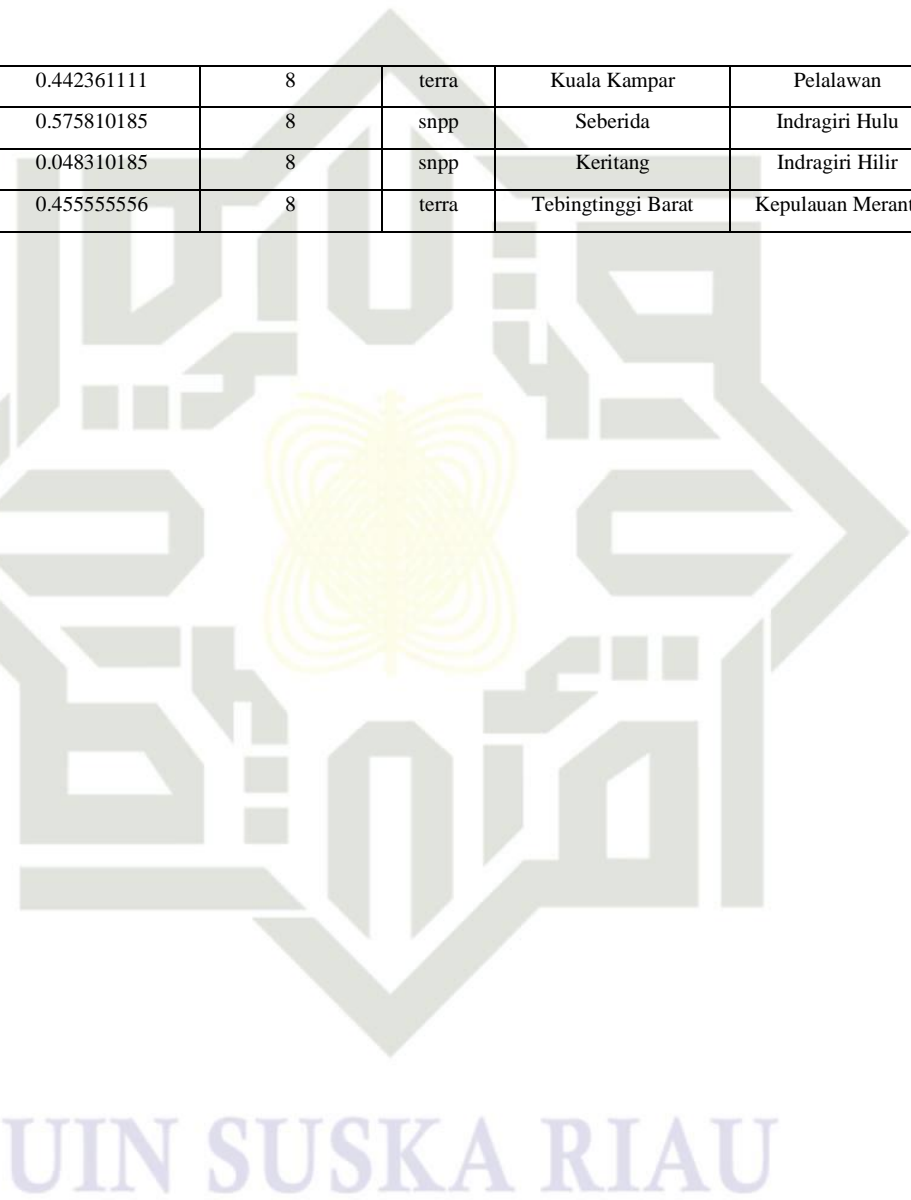 0.442361111 8 terra Kuala Kampar Pelalawan
0.575810185 8 snpp Seberida Indragiri Hulu
0.048310185 8 snpp Keritang Indragiri Hilir
0.455555556 8 terra Tebingtinggi Barat Kepulauan Merant
UIN SUSKA RIAU